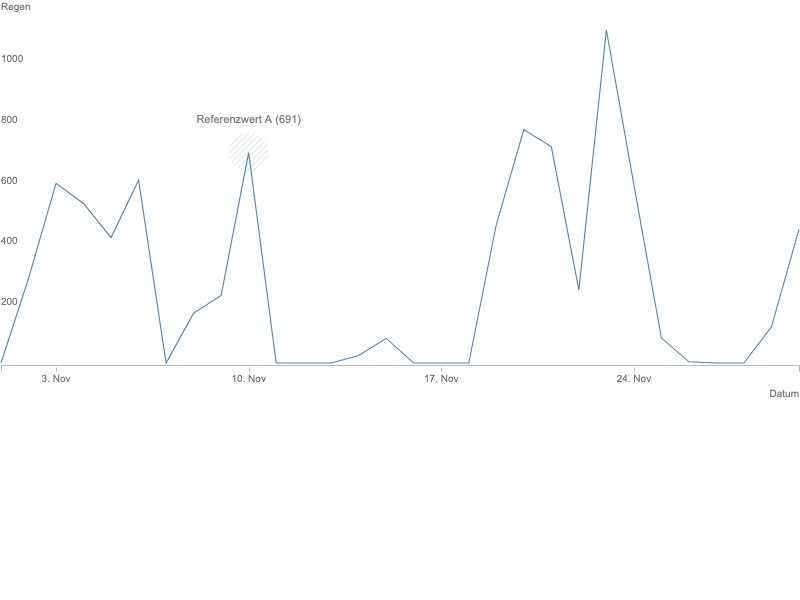 Regen
1000
800
600
400
200
Referenzwert A (691)
3. Nov
10. Nov
17. Nov
24. Nov
Datum